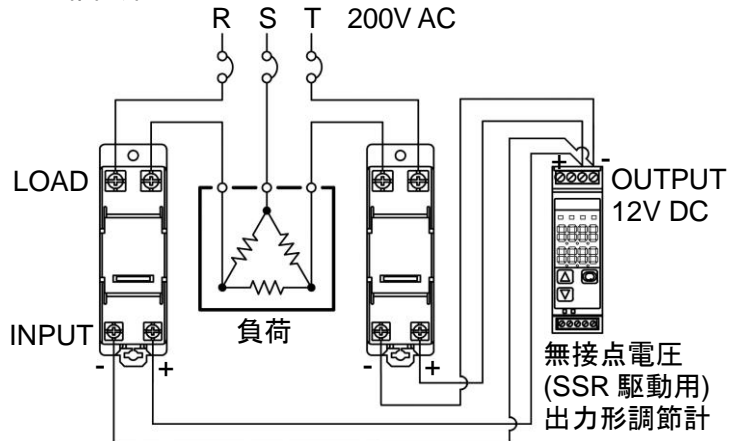 R S T 200V AC
LOAD
+ -
OUTPUT
12V DC
INPUT
負荷
- +
- +
無接点電圧
(SSR 駆動用)
出力形調節計